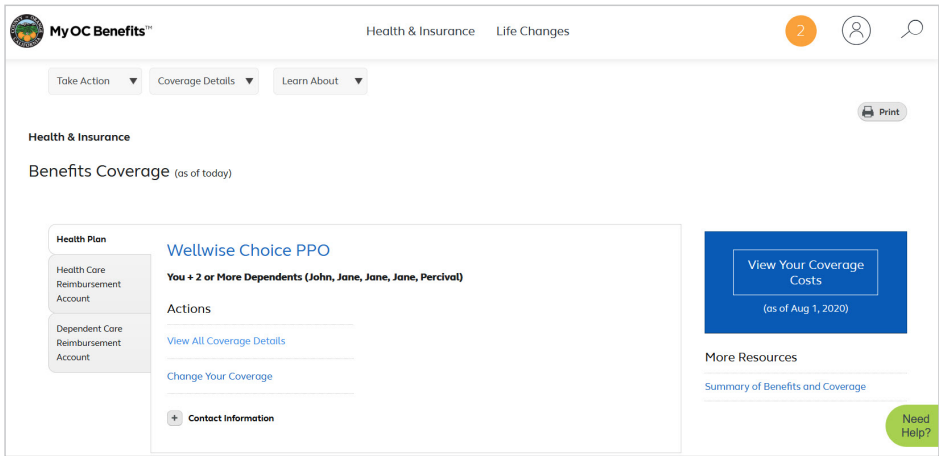 My OC Benefits™
Health & Insurance
Life Changes
2
Take Action
Coverage Details
Learn About
Print
Health & Insurance
Benefits Coverage (as of today)
Health Plan
Health Care
Reimbursement
Account
Dependent Care
Reimbursement
Account
Wellwise Choice PPO
You + 2 or More Dependents (John, Jane, Jane, Jane, Percival)
Actions
View All Coverage Details
Change Your Coverage
+ Contact Information
View Your Coverage
Costs
(as of Aug 1, 2020)
More Resources
Summary of Benefits and Coverage
Need
Help?